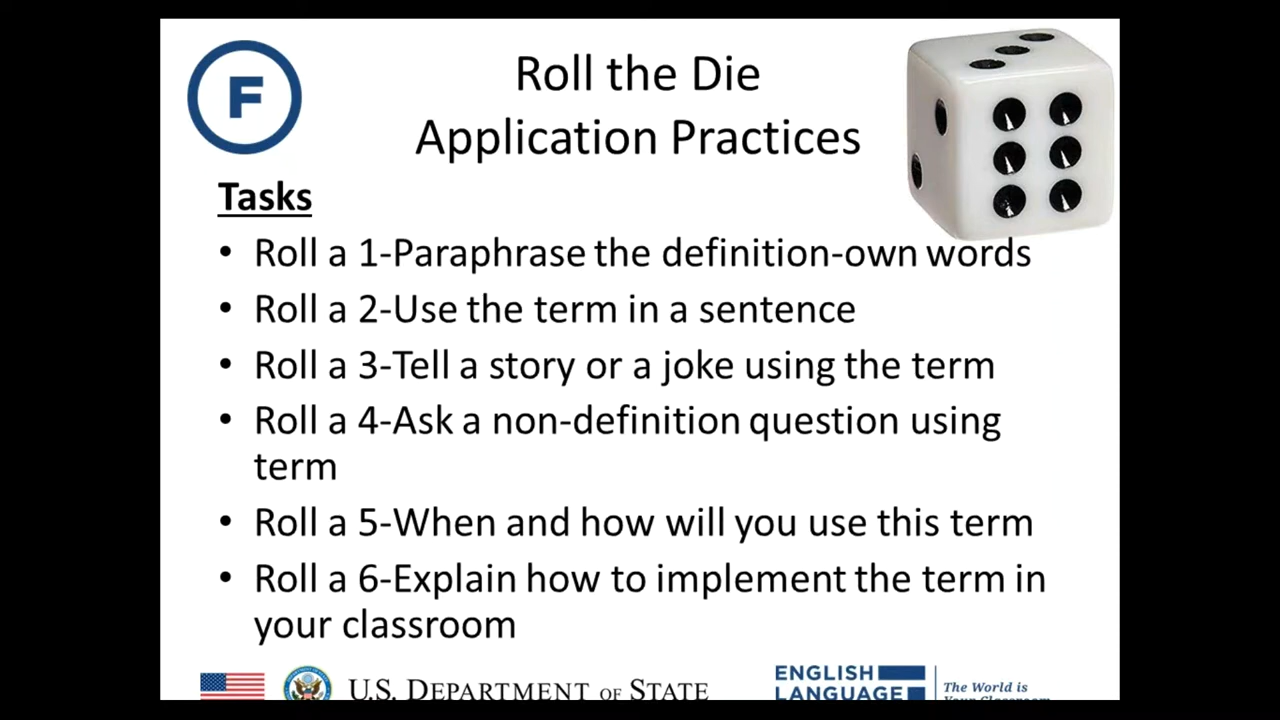 F
Roll the Die
Application Practices
Tasks
• Roll a 1-Paraphrase the definition-own words
• Roll a 2-Use the term in a sentence
• Roll a 3-Tell a story or a joke using the term
• Roll a 4-Ask a non-definition question using
term
• Roll a 5-When and how will you use this term
• Roll a 6-Explain how to implement the term in
your classroom
U.S. DEPARTMENT OF STATE
ENGLISH
LANGUAGE
The World is
Your Classroom